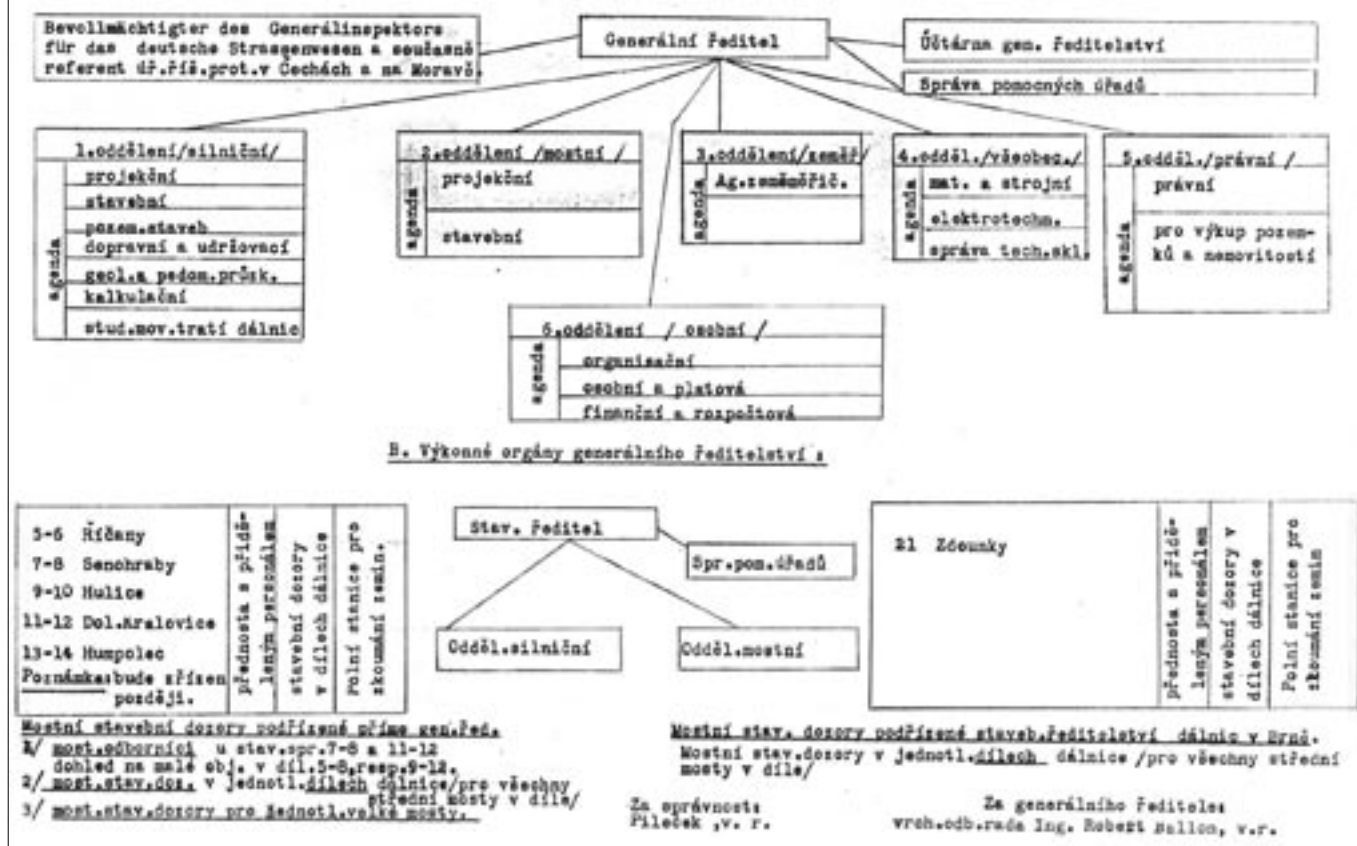 Bevollmächtigter des Generálinspektors
für das deutsche Strassenwesen a současně
referent úř.říš.prot.v Čechách a na Moravě.
Generální ředitel
Účtárna gen. ředitelství
Správa pomocných úřadů
1.oddělení/silniční/
agenda
projekční
stavební
pozem.staveb
dopravní a udržovací
geol.a pedom.průzk.
kalkulační
stud.nov.tratí dálnic
2.oddělení /mostní /
agenda
projekční
stavební
3.oddělení/zeměř/
agenda
Ag.zeměměřič.
4.odděl./všeobec./
agenda
mat. a strojní
elektrotechn.
správa tech.skl.
5.odděl./právní /
agenda
právní
pro výkup pozem-
ků a nemovitostí
6.oddělení / osobní /
agenda
organisační
osobní a platová
finanční a rozpočtová
B. Výkonné orgány generálního ředitelství :
5-6 Říčany
7-8 Senohraby
9-10 Hulice
11-12 Dol.Kralovice
13-14 Humpolec
Poznámka:bude zřízen
později.
přednosta s přidě-
leným personálem
stavební dozory
v dílech dálnice
Polní stanice pro
zkoumání zemin.
Stav. ředitel
Spr.pom.úřadů
Odděl.silniční
Odděl.mostní
21 Zdounky
přednosta s přidě-
leným personálem
stavební dozory v
dílech dálnice
Polní stanice pro
zkoumání zemin
Mostní stavební dozory podřízené přímo gen.řed.
1/ most.odborníci u stav.spr.7-8 a 11-12
dohled na malé obj. v díl.5-8,resp.9-12.
2/ most.stav.doz. v jednotl.dílech dálnice/pro všechny
střední mosty v díle/
3/ most.stav.dozory pro jednotl.velké mosty.
Mostní stav. dozory podřízené staveb.ředitelství dálnic v Brně.
Mostní stav.dozory v jednotl.dílech dálnice /pro všechny střední
mosty v díle/
Za správnost:
Pileček ,v. r.
Za generálního ředitele:
vrch.odb.rada Ing. Robert Ballon, v.r.